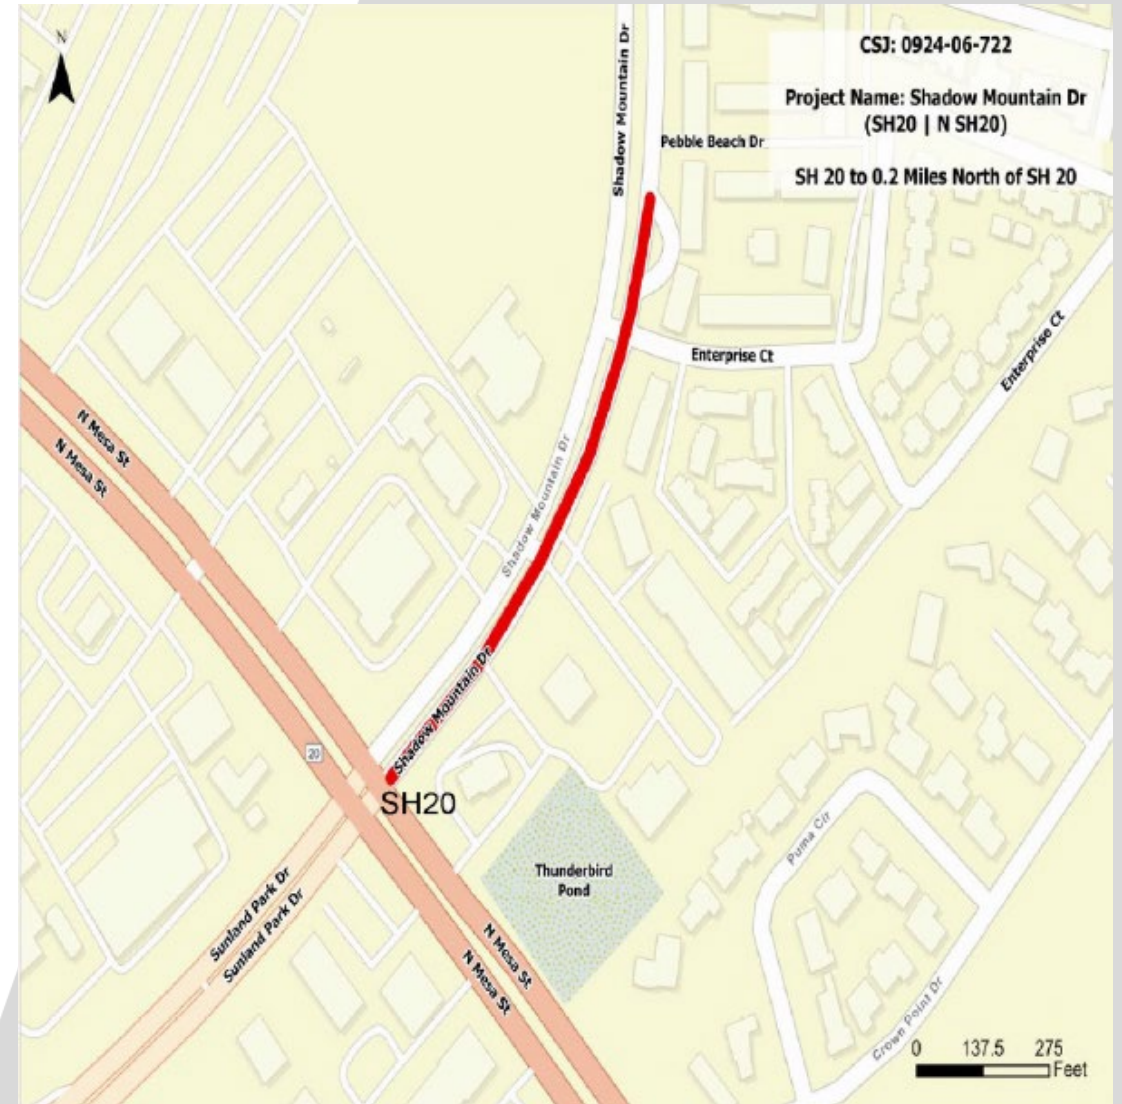 N
CSJ: 0924-06-722
Project Name: Shadow Mountain Dr
(SH20 | N SH20)
SH 20 to 0.2 Miles North of SH 20
Shadow Mountain Dr
Pebble Beach Dr
Enterprise Ct
Enterprise Ct
N Mesa St
N Mesa St
Shadow Mountain Dr
Shadow Mountain Dr
20
SH20
Puma Cir
Thunderbird
Pond
Sunland Park Dr
Sunland Park Dr
N Mesa St
N Mesa St
Crown Point Dr
0 137.5 275
Feet